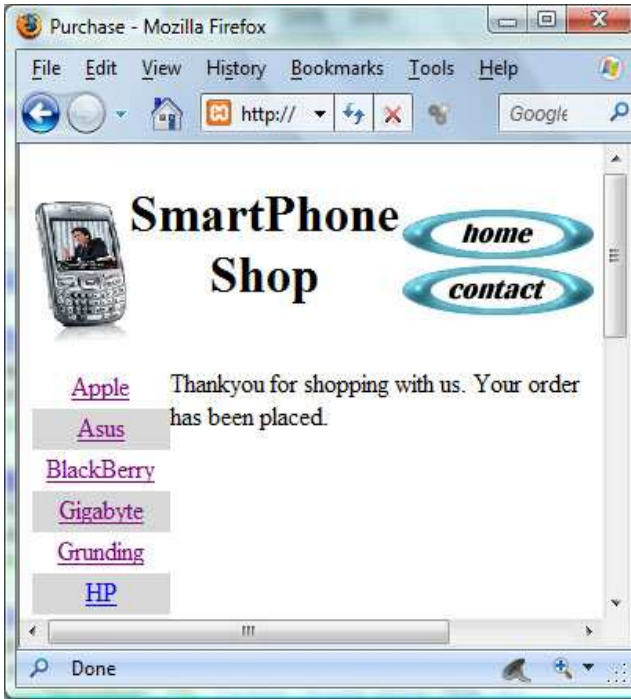 Purchase - Mozilla Firefox
File Edit View History Bookmarks Tools Help
http:// Google
SmartPhone
Shop
home
contact
Apple
Asus
BlackBerry
Gigabyte
Grunding
HP
Thankyou for shopping with us. Your order
has been placed.
Done